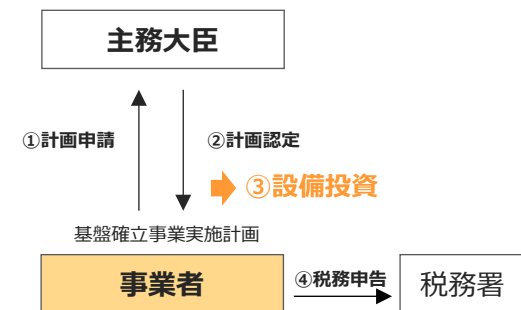 主務大臣
①計画申請
②計画認定
③設備投資
基盤確立事業実施計画
事業者
④税務申告
税務署